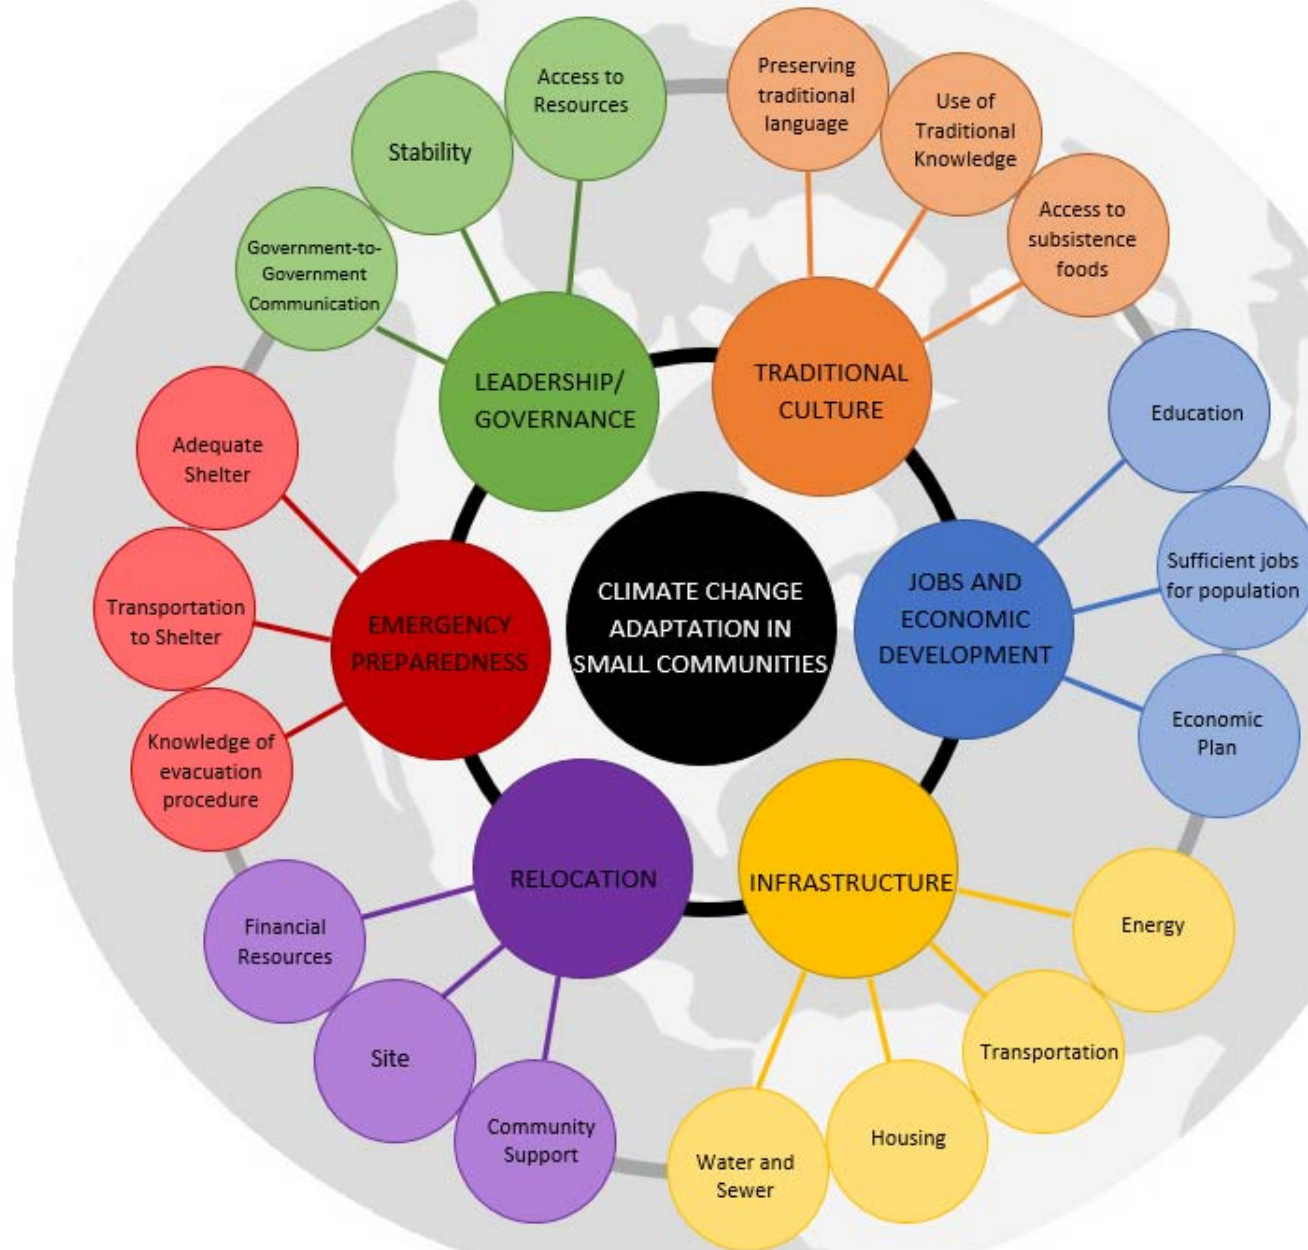 Access to
Resources
Stability
Government-to-
Government
Communication
LEADERSHIP/
GOVERNANCE
Preserving
traditional
language
Use of
Traditional
Knowledge
Access to
subsistence
foods
TRADITIONAL
CULTURE
Education
Sufficient jobs
for population
Economic
Plan
JOBS AND
ECONOMIC
DEVELOPMENT
CLIMATE CHANGE
ADAPTATION IN
SMALL COMMUNITIES
Adequate
Shelter
Transportation
to Shelter
Knowledge of
evacuation
procedure
EMERGENCY
PREPAREDNESS
RELOCATION
Financial
Resources
Site
Community
Support
INFRASTRUCTURE
Energy
Transportation
Housing
Water and
Sewer